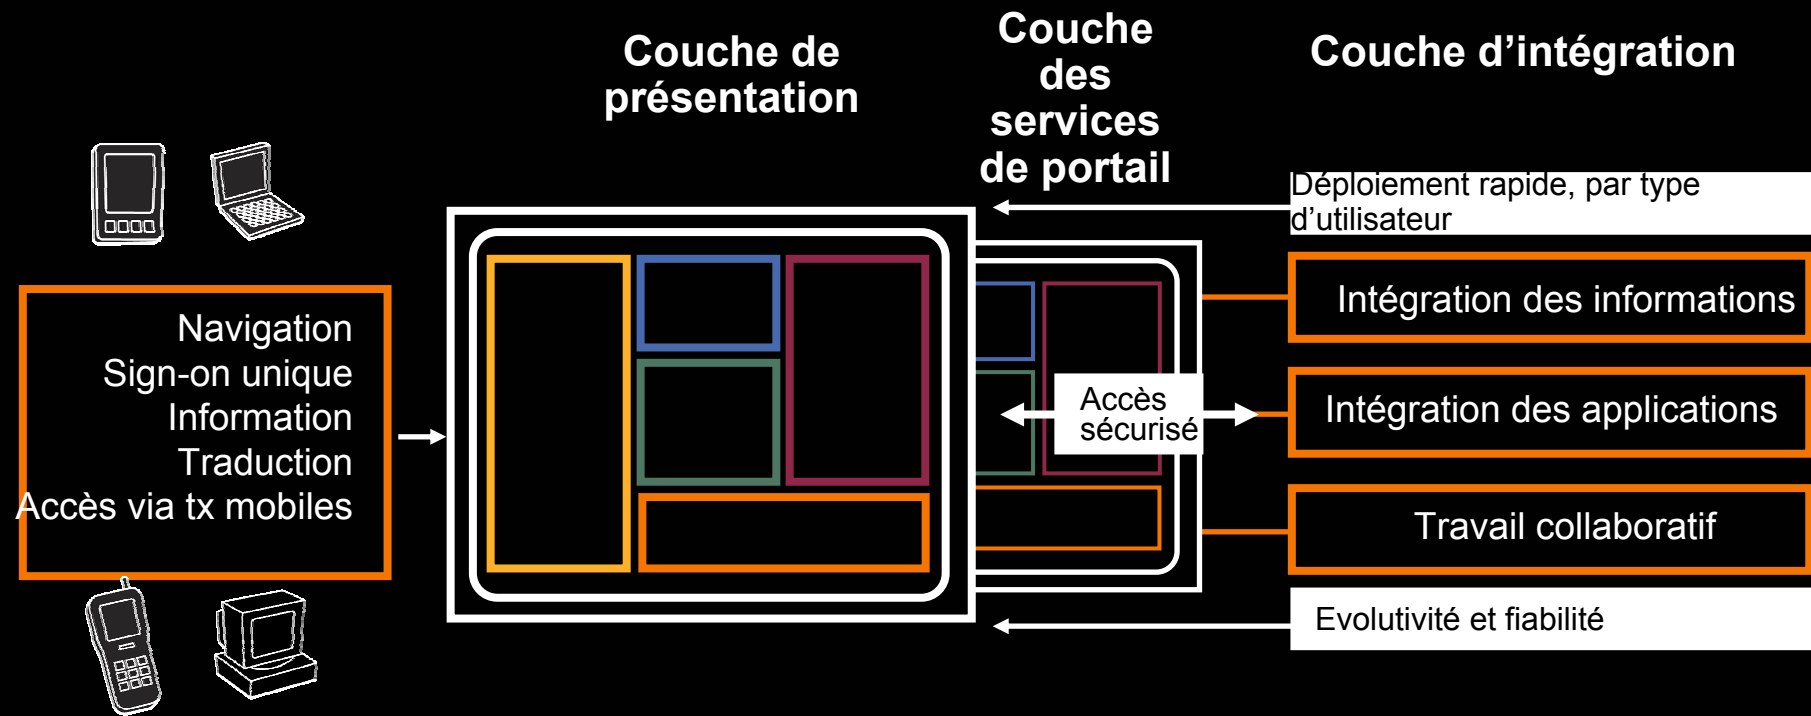 Couche de
présentation
Couche
des
services
de portail
Couche d’intégration
Navigation
Sign-on unique
Information
Traduction
Accès via tx mobiles
Accès
sécurisé
Déploiement rapide, par type
d’utilisateur
Intégration des informations
Intégration des applications
Travail collaboratif
Evolutivité et fiabilité